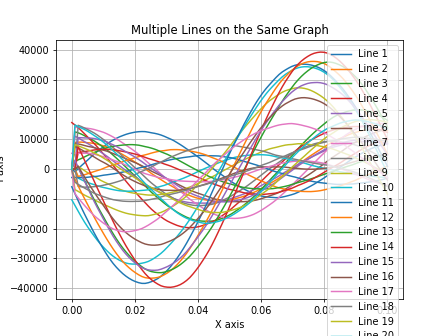 Multiple Lines on the Same Graph
40000
30000
20000
10000
0
−10000
−20000
−30000
−40000
0.00
0.02
0.04
0.06
X axis
Line 1
Line 2
Line 3
Line 4
Line 5
Line 6
Line 7
Line 8
Line 9
Line 10
Line 11
Line 12
Line 13
Line 14
Line 15
Line 16
Line 17
Line 18
Line 19
Line 20